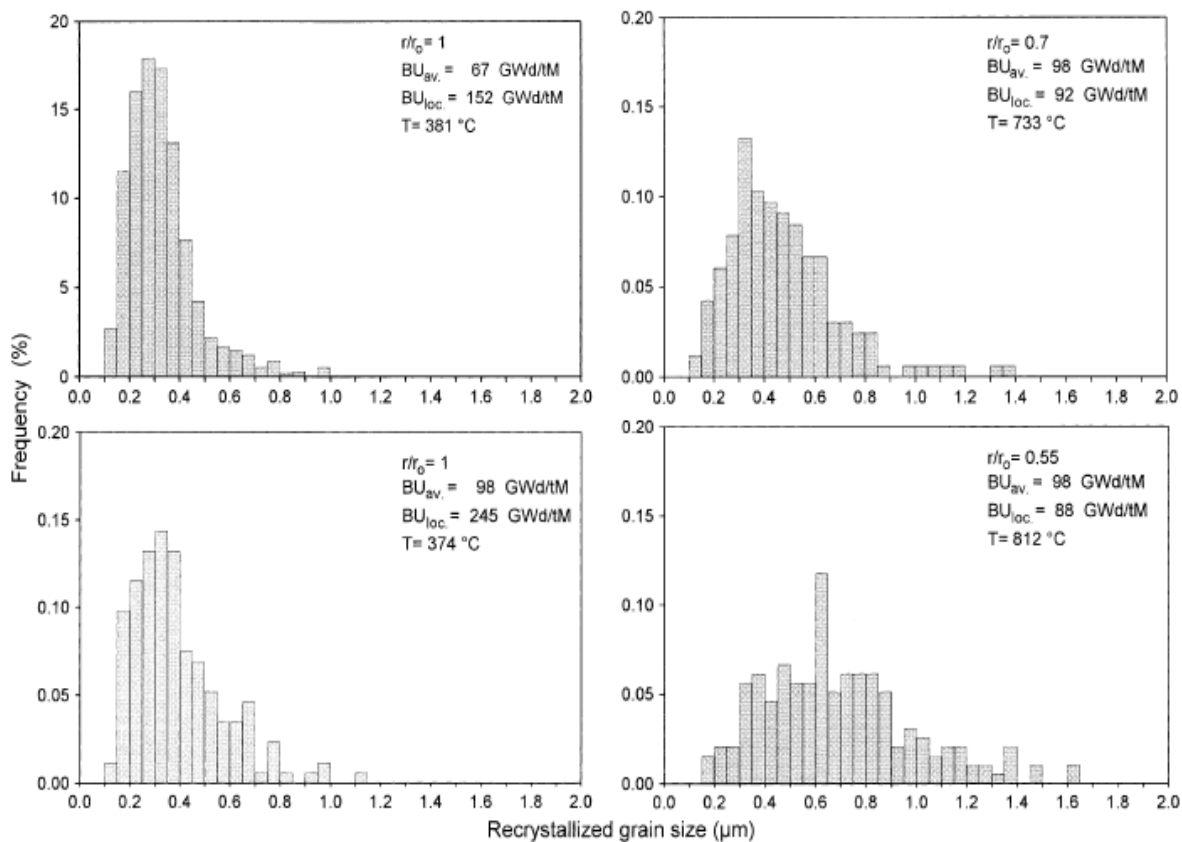 20
15
10
5
0
0.0 0.2 0.4 0.6 0.8 1.0 1.2 1.4 1.6 1.8 2.0
r/r₀= 1
BUav. = 67 GWd/tM
BUloc. = 152 GWd/tM
T= 381 °C
0.20
0.15
0.10
0.05
0.00
0.0 0.2 0.4 0.6 0.8 1.0 1.2 1.4 1.6 1.8 2.0
r/r₀= 0.7
BUav. = 98 GWd/tM
BUloc. = 92 GWd/tM
T= 733 °C
Frequency (%)
0.20
0.15
0.10
0.05
0.00
0.0 0.2 0.4 0.6 0.8 1.0 1.2 1.4 1.6 1.8 2.0
r/r₀= 1
BUav. = 98 GWd/tM
BUloc. = 245 GWd/tM
T= 374 °C
0.20
0.15
0.10
0.05
0.00
0.0 0.2 0.4 0.6 0.8 1.0 1.2 1.4 1.6 1.8 2.0
r/r₀= 0.55
BUav. = 98 GWd/tM
BUloc. = 88 GWd/tM
T= 812 °C
Recrystallized grain size (μm)